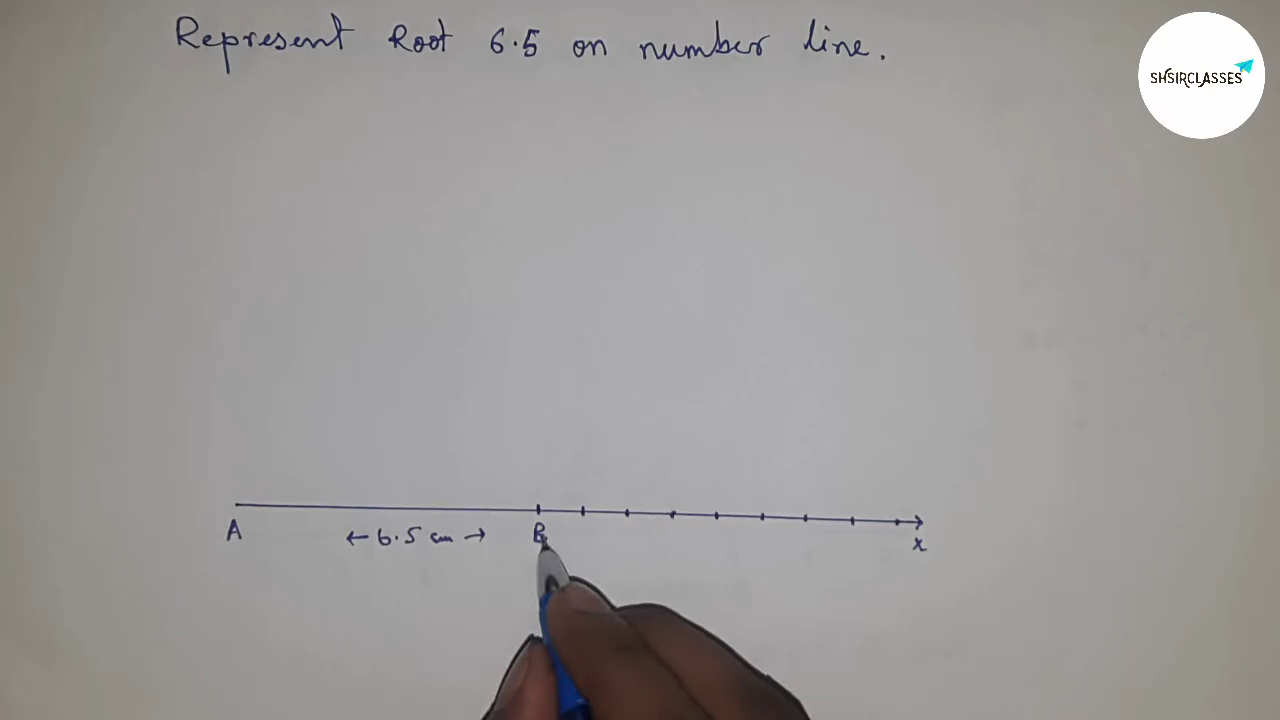 Represent Root 6.5 on number line.
SHSIRCLASSES
A ← 6.5 cm → B x